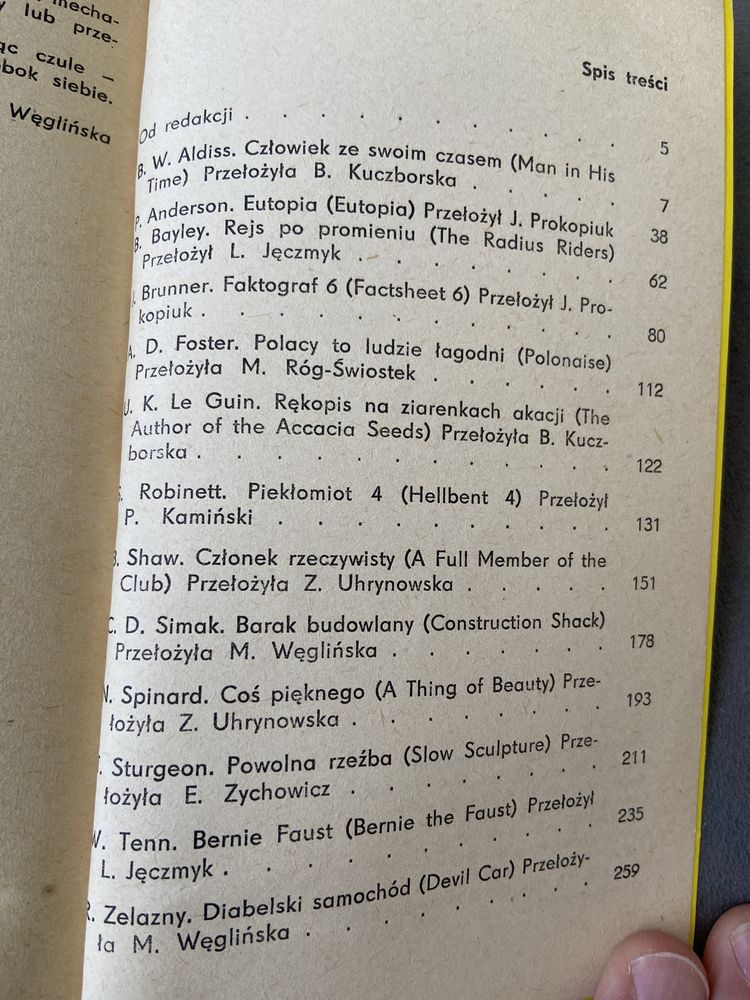 mecha-
lub prze-
czule –
siebie.
Węglińska
Spis treści
Od redakcji . . . . . . . . . . 5
B. W. Aldiss. Człowiek ze swoim czasem (Man in His
Time) Przełożyła B. Kuczborska . . . . . 7
P. Anderson. Eutopia (Eutopia) Przełożył J. Prokopiuk 38
B. Bayley. Rejs po promieniu (The Radius Riders)
Przełożył L. Jęczmyk . . . . . . . 62
Brunner. Faktograf 6 (Factsheet 6) Przełożył J. Pro-
kopiuk . . . . . . . . . . . 80
A. D. Foster. Polacy to ludzie łagodni (Polonaise)
Przełożyła M. Róg-Świostek . . . . . 112
U. K. Le Guin. Rękopis na ziarenkach akacji (The
Author of the Accacia Seeds) Przełożyła B. Kucz-
borska . . . . . . . . . . . 122
Robinett. Piekłomiot 4 (Hellbent 4) Przełożył
P. Kamiński . . . . . . . . . 131
B. Shaw. Członek rzeczywisty (A Full Member of the
Club) Przełożyła Z. Uhrynowska . . . . . 151
C. D. Simak. Barak budowlany (Construction Shack)
Przełożyła M. Węglińska . . . . . . 178
N. Spinard. Coś pięknego (A Thing of Beauty) Prze-
łożyła Z. Uhrynowska . . . . . . . 193
Sturgeon. Powolna rzeźba (Slow Sculpture) Prze-
łożyła E. Zychowicz . . . . . . . 211
W. Tenn. Bernie Faust (Bernie the Faust) Przełożył
L. Jęczmyk . . . . . . . . . . 235
R. Zelazny. Diabelski samochód (Devil Car) Przełoży-
ła M. Węglińska . . . . . . . . 259